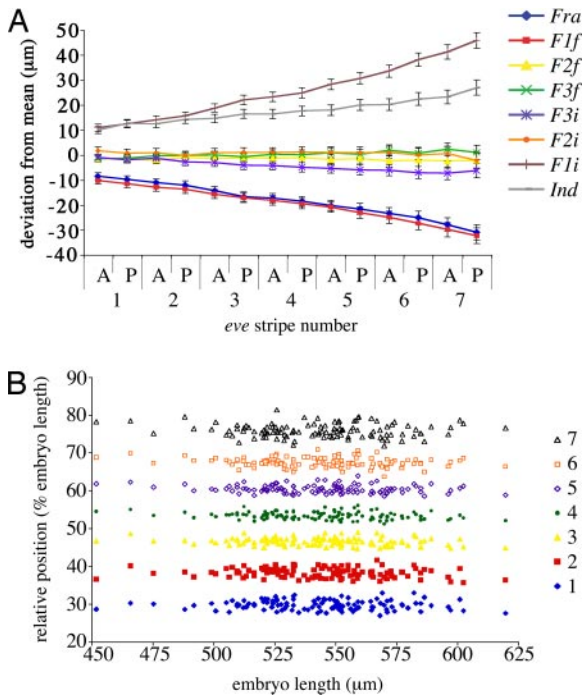 A
deviation from mean (μm)
50
40
30
20
10
0
-10
-20
-30
-40
A P A P A P A P A P A P A P
1 2 3 4 5 6 7
eve stripe number
Fra
F1f
F2f
F3f
F3i
F2i
F1i
Ind
B
relative position (% embryo length)
90
80
70
60
50
40
30
20
450 475 500 525 550 575 600 625
embryo length (μm)
7
6
5
4
3
2
1